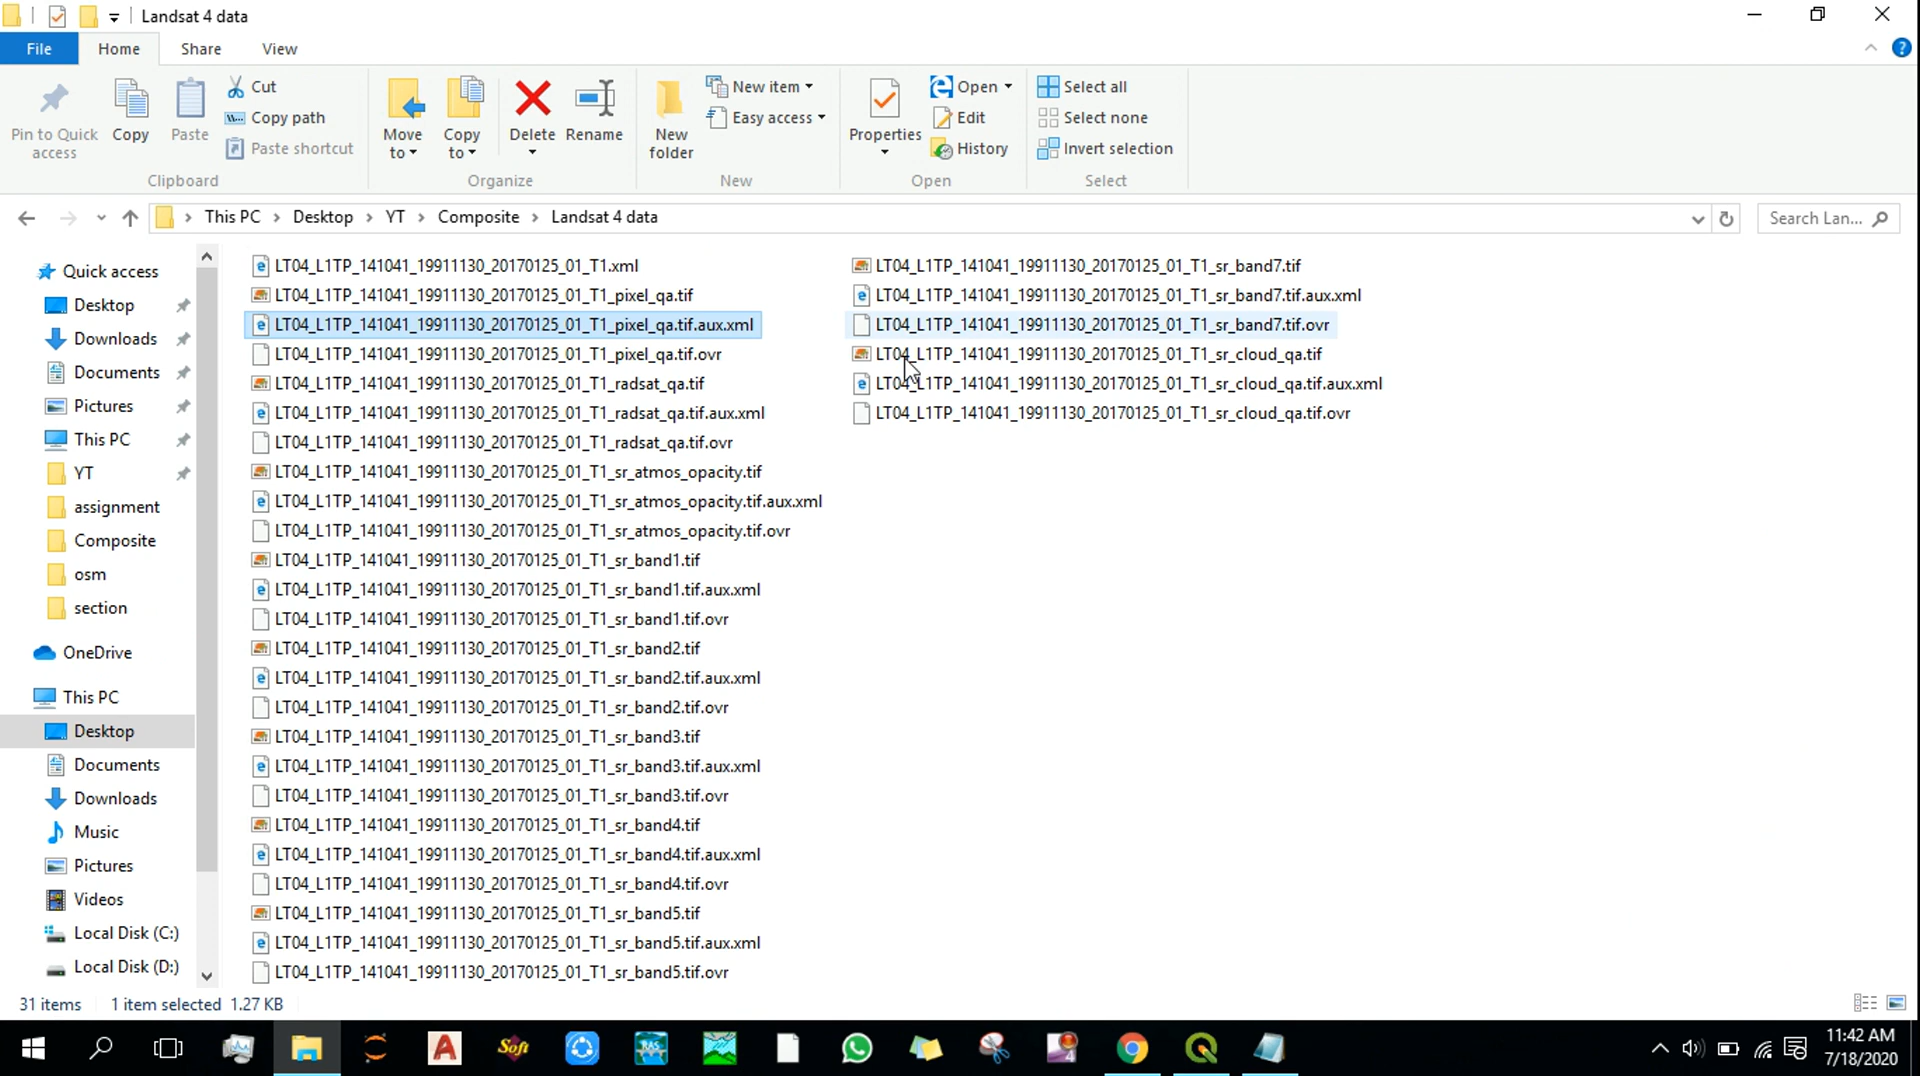 Landsat 4 data
File
Home
Share
View
Pin to Quick access
Copy
Paste
Cut
Copy path
Paste shortcut
Clipboard
Move to
Copy to
Delete
Rename
Organize
New folder
New item
Easy access
New
Properties
Open
Edit
History
Open
Select all
Select none
Invert selection
Select
This PC > Desktop > YT > Composite > Landsat 4 data
Search Lan...
Quick access
Desktop
Downloads
Documents
Pictures
This PC
YT
assignment
Composite
osm
section
OneDrive
This PC
Desktop
Documents
Downloads
Music
Pictures
Videos
Local Disk (C:)
Local Disk (D:)
LT04_L1TP_141041_19911130_20170125_01_T1.xml
LT04_L1TP_141041_19911130_20170125_01_T1_pixel_qa.tif
LT04_L1TP_141041_19911130_20170125_01_T1_pixel_qa.tif.aux.xml
LT04_L1TP_141041_19911130_20170125_01_T1_pixel_qa.tif.ovr
LT04_L1TP_141041_19911130_20170125_01_T1_radsat_qa.tif
LT04_L1TP_141041_19911130_20170125_01_T1_radsat_qa.tif.aux.xml
LT04_L1TP_141041_19911130_20170125_01_T1_radsat_qa.tif.ovr
LT04_L1TP_141041_19911130_20170125_01_T1_sr_atmos_opacity.tif
LT04_L1TP_141041_19911130_20170125_01_T1_sr_atmos_opacity.tif.aux.xml
LT04_L1TP_141041_19911130_20170125_01_T1_sr_atmos_opacity.tif.ovr
LT04_L1TP_141041_19911130_20170125_01_T1_sr_band1.tif
LT04_L1TP_141041_19911130_20170125_01_T1_sr_band1.tif.aux.xml
LT04_L1TP_141041_19911130_20170125_01_T1_sr_band1.tif.ovr
LT04_L1TP_141041_19911130_20170125_01_T1_sr_band2.tif
LT04_L1TP_141041_19911130_20170125_01_T1_sr_band2.tif.aux.xml
LT04_L1TP_141041_19911130_20170125_01_T1_sr_band2.tif.ovr
LT04_L1TP_141041_19911130_20170125_01_T1_sr_band3.tif
LT04_L1TP_141041_19911130_20170125_01_T1_sr_band3.tif.aux.xml
LT04_L1TP_141041_19911130_20170125_01_T1_sr_band3.tif.ovr
LT04_L1TP_141041_19911130_20170125_01_T1_sr_band4.tif
LT04_L1TP_141041_19911130_20170125_01_T1_sr_band4.tif.aux.xml
LT04_L1TP_141041_19911130_20170125_01_T1_sr_band4.tif.ovr
LT04_L1TP_141041_19911130_20170125_01_T1_sr_band5.tif
LT04_L1TP_141041_19911130_20170125_01_T1_sr_band5.tif.aux.xml
LT04_L1TP_141041_19911130_20170125_01_T1_sr_band5.tif.ovr
LT04_L1TP_141041_19911130_20170125_01_T1_sr_band7.tif
LT04_L1TP_141041_19911130_20170125_01_T1_sr_band7.tif.aux.xml
LT04_L1TP_141041_19911130_20170125_01_T1_sr_band7.tif.ovr
LT04_L1TP_141041_19911130_20170125_01_T1_sr_cloud_qa.tif
LT04_L1TP_141041_19911130_20170125_01_T1_sr_cloud_qa.tif.aux.xml
LT04_L1TP_141041_19911130_20170125_01_T1_sr_cloud_qa.tif.ovr
31 items 1 item selected 1.27 KB
Soft
RAS
11:42 AM
7/18/2020